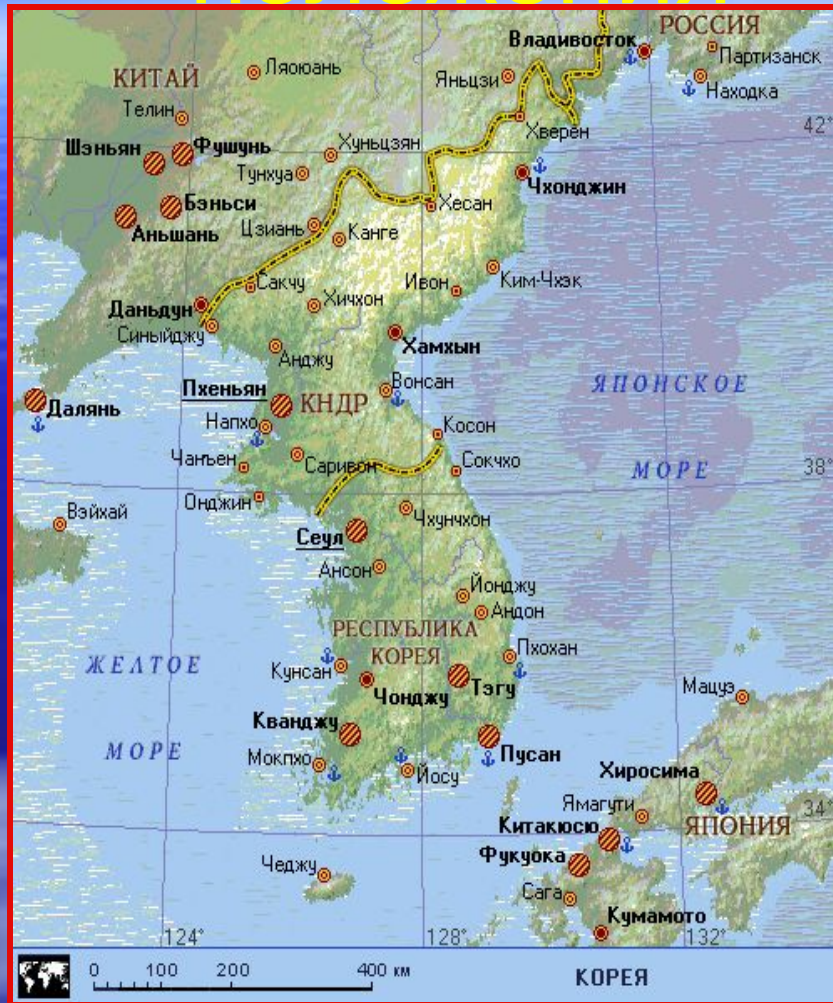 РОССИЯ
Владивосток
Партизанск
КИТАЙ
Ляоюань
Яньцзи
Находка
Телин
42°
Хверён
Шэньян
Фушунь
Хуньцзян
Тунхуа
Чхонджин
Бэньси
Хесан
Аньшань
Цзиань
Канге
Ким-Чхэк
Ивон
Сакчу
Хичхон
Даньдун
Синыйджу
Хамхын
Анджу
Вонсан
ЯПОНСКОЕ
Пхеньян
КНДР
Далянь
Напхо
Косон
Чанъен
Саривон
Сокчхо
МОРЕ
38°
Онджин
Вэйхай
Чхунчхон
Сеул
Ансон
Йонджу
Андон
РЕСПУБЛИКА
КОРЕЯ
Пхохан
ЖЕЛТОЕ
Кунсан
Чонджу
Тэгу
Мацуэ
Кванджу
МОРЕ
Мокпхо
Йосу
Пусан
Хиросима
Ямагути
34°
Китакюсю
ЯПОНИЯ
Фукуока
Чеджу
Сага
Кумамото
124°
128°
132°
0 100 200 400 км
КОРЕЯ